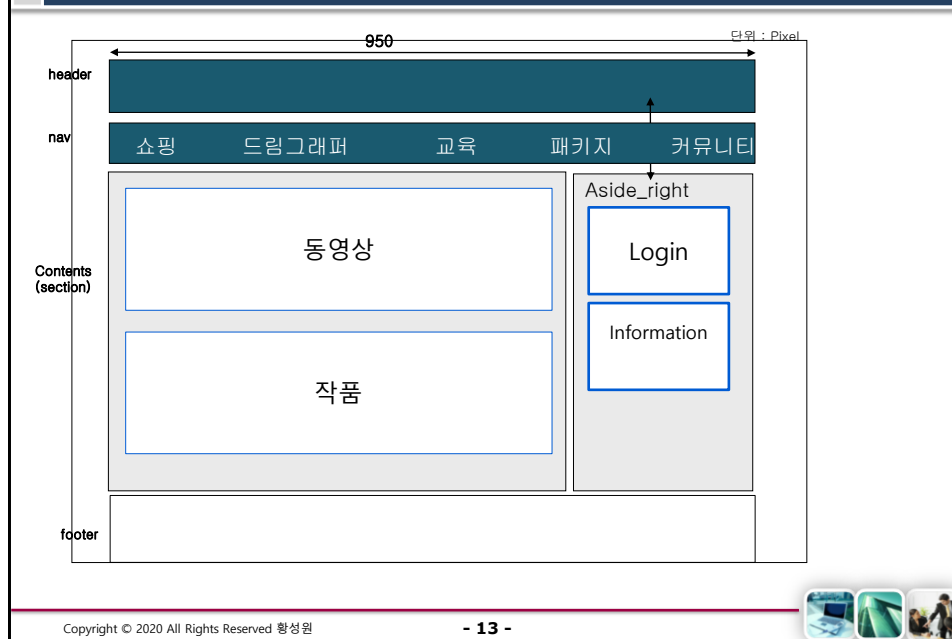 단위 : Pixel
950
header
nav
쇼핑 드림그래퍼 교육 패키지 커뮤니티
Aside_right
동영상
Login
Contents
(section)
Information
작품
footer
Copyright © 2020 All Rights Reserved 황성원
- 13 -